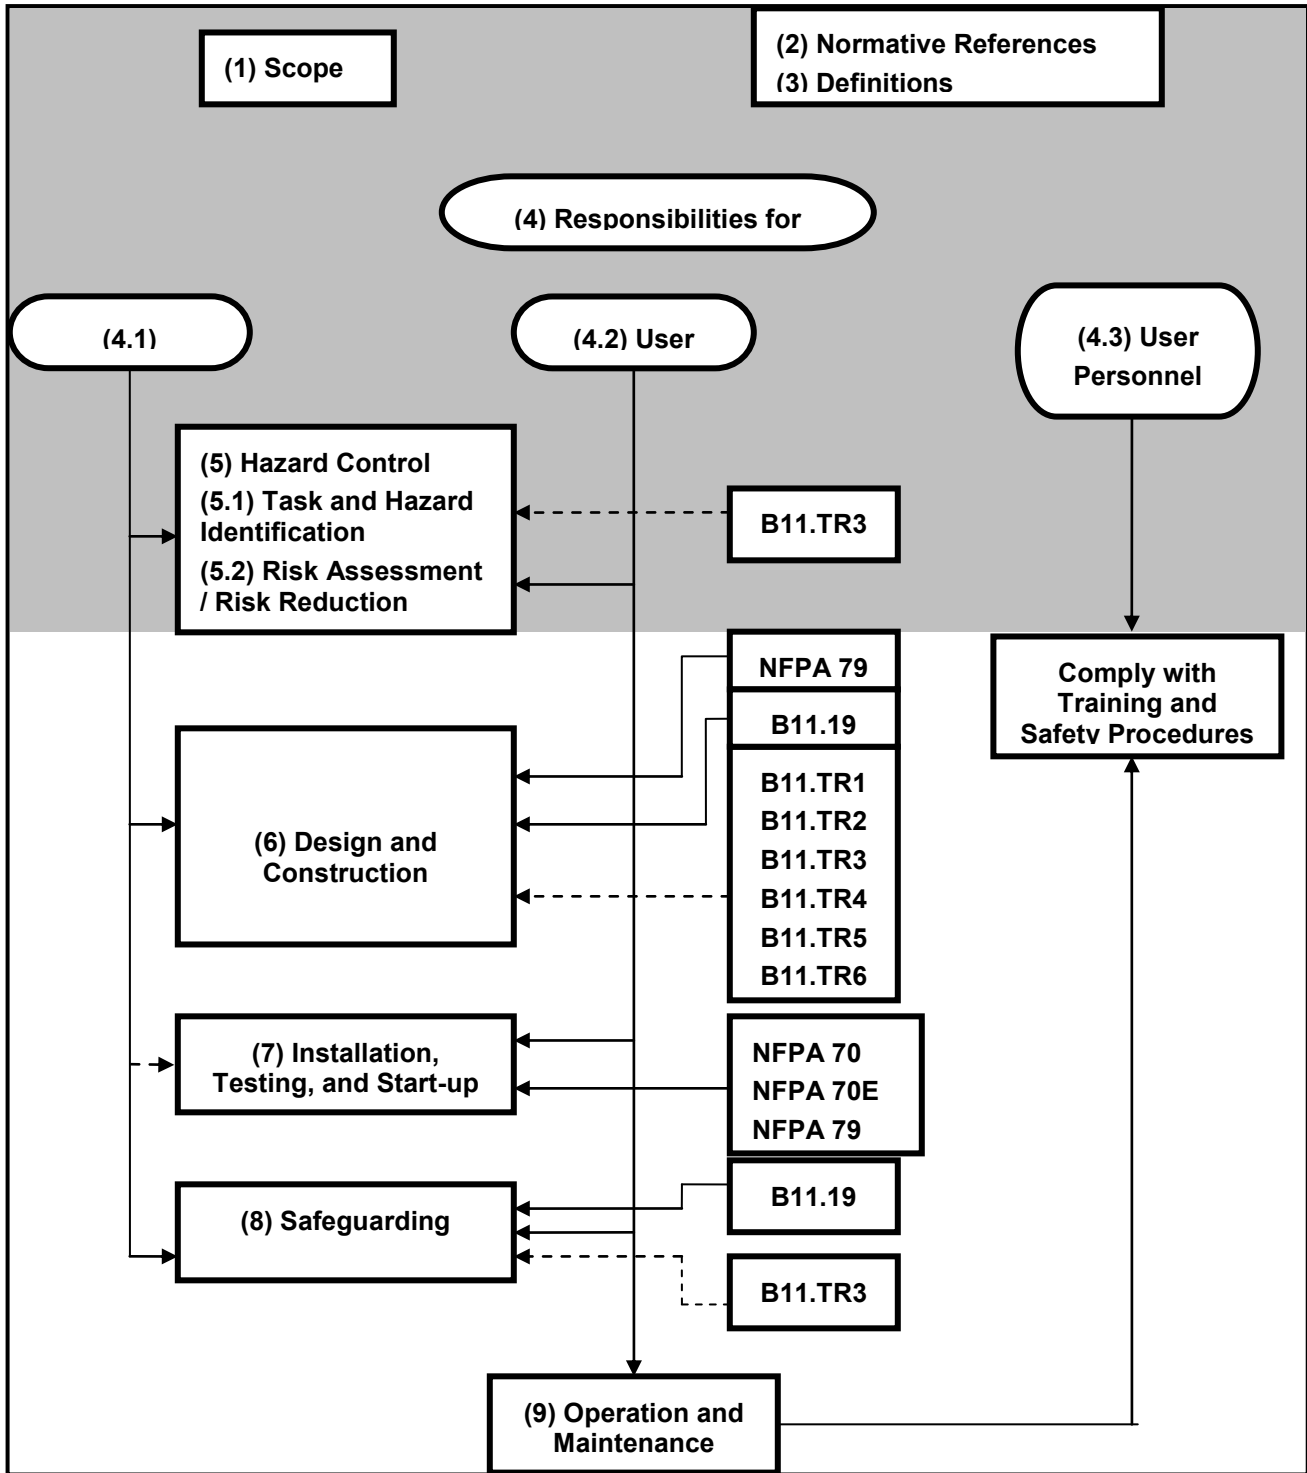 (1) Scope
(2) Normative References
(3) Definitions
(4) Responsibilities for
(4.1)
(4.2) User
(4.3) User
Personnel
(5) Hazard Control
(5.1) Task and Hazard
Identification
(5.2) Risk Assessment
/ Risk Reduction
B11.TR3
NFPA 79
B11.19
B11.TR1
B11.TR2
B11.TR3
B11.TR4
B11.TR5
B11.TR6
Comply with
Training and
Safety Procedures
(6) Design and
Construction
(7) Installation,
Testing, and Start-up
NFPA 70
NFPA 70E
NFPA 79
(8) Safeguarding
B11.19
B11.TR3
(9) Operation and
Maintenance